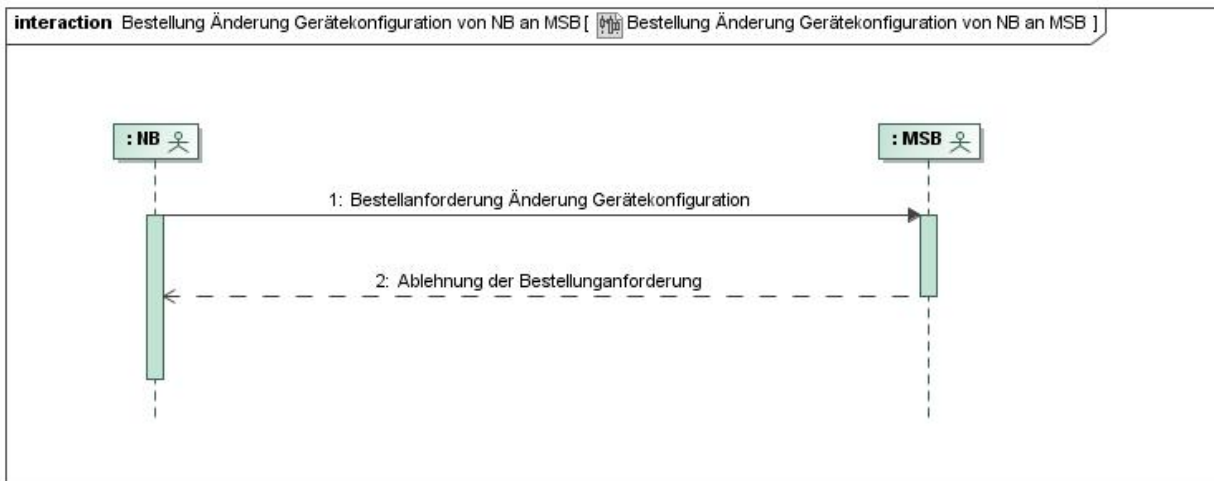 interaction Bestellung Änderung Gerätekonfiguration von NB an MSB [ Bestellung Änderung Gerätekonfiguration von NB an MSB ]
: NB
: MSB
1: Bestellanforderung Änderung Gerätekonfiguration
2: Ablehnung der Bestellunganforderung